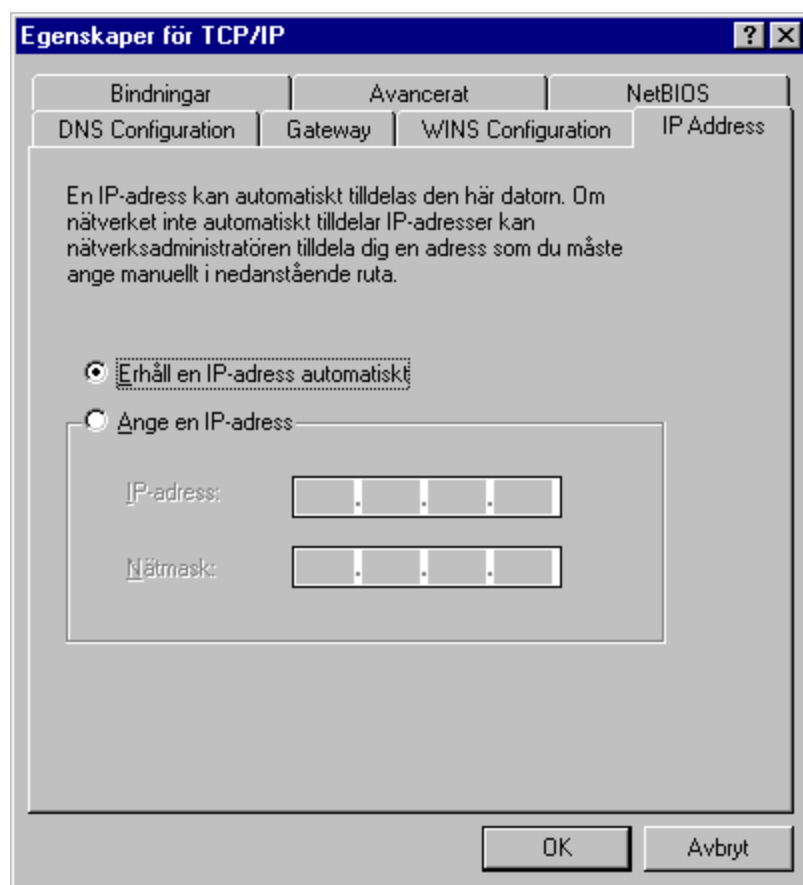 Egenskaper för TCP/IP
Bindningar
Avancerat
NetBIOS
DNS Configuration
Gateway
WINS Configuration
IP Address
En IP-adress kan automatiskt tilldelas den här datorn. Om
nätverket inte automatiskt tilldelar IP-adresser kan
nätverksadministratören tilldela dig en adress som du måste
ange manuellt i nedanstående ruta.
Erhåll en IP-adress automatiskt
Ange en IP-adress
IP-adress:
. . .
Nätmask:
. . .
OK
Avbryt